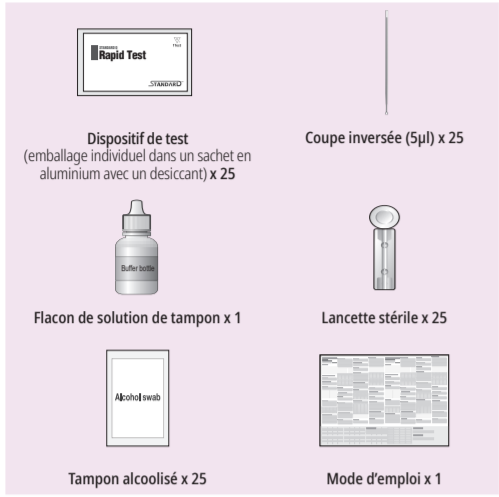 STANDARD Q
Rapid Test
STANDARD Q
Dispositif de test
(emballage individuel dans un sachet en
aluminium avec un desiccant) x 25
Coupe inversée (5µl) x 25
Buffer bottle
Flacon de solution de tampon x 1
Lancette stérile x 25
Alcohol swab
Tampon alcoolisé x 25
Mode d'emploi x 1